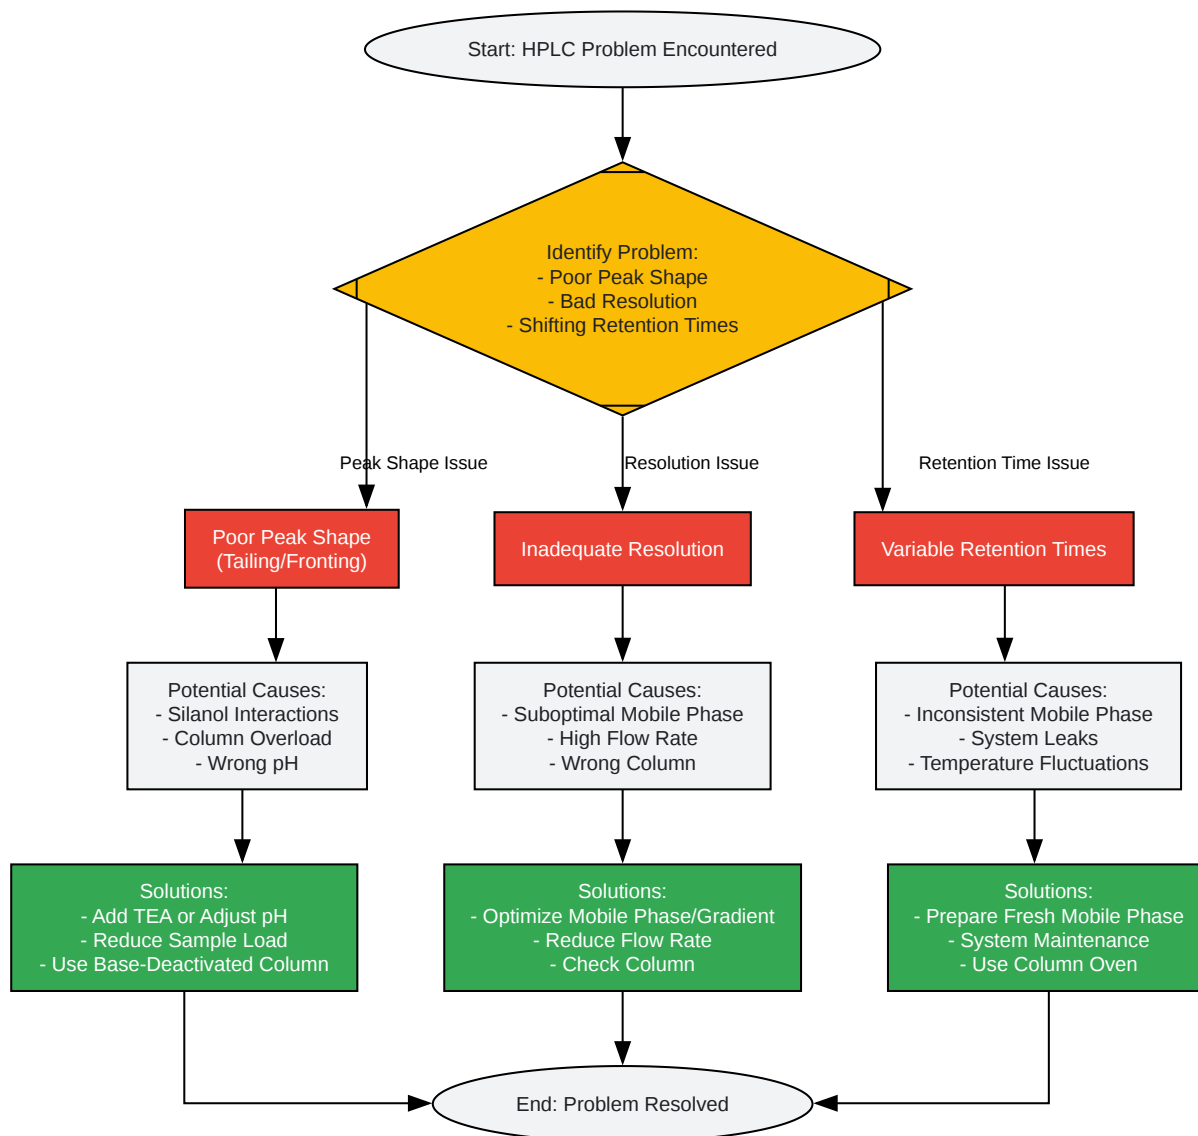 Start: HPLC Problem Encountered
Identify Problem:
- Poor Peak Shape
- Bad Resolution
- Shifting Retention Times
Peak Shape Issue
Resolution Issue
Retention Time Issue
Poor Peak Shape
(Tailing/Fronting)
Inadequate Resolution
Variable Retention Times
Potential Causes:
- Silanol Interactions
- Column Overload
- Wrong pH
Potential Causes:
- Suboptimal Mobile Phase
- High Flow Rate
- Wrong Column
Potential Causes:
- Inconsistent Mobile Phase
- System Leaks
- Temperature Fluctuations
Solutions:
- Add TEA or Adjust pH
- Reduce Sample Load
- Use Base-Deactivated Column
Solutions:
- Optimize Mobile Phase/Gradient
- Reduce Flow Rate
- Check Column
Solutions:
- Prepare Fresh Mobile Phase
- System Maintenance
- Use Column Oven
End: Problem Resolved